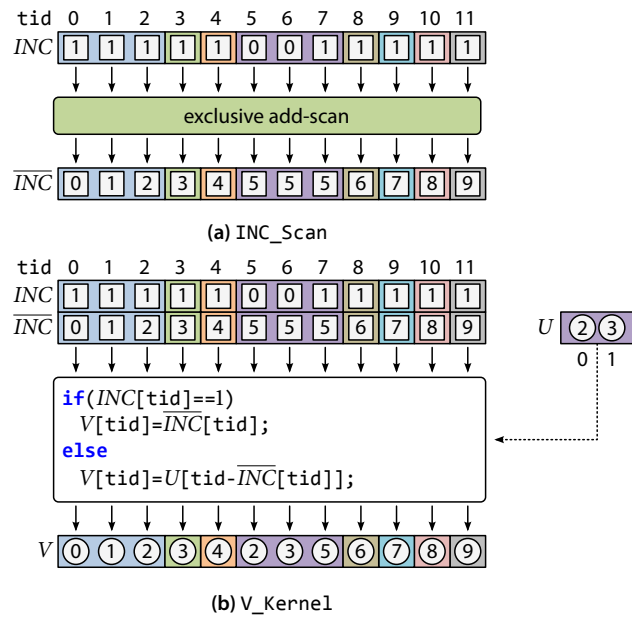 tid 0 1 2 3 4 5 6 7 8 9 10 11
INC 1 1 1 1 1 0 0 1 1 1 1 1
exclusive add-scan
I̅N̅C̅ 0 1 2 3 4 5 5 5 6 7 8 9
(a) INC_Scan
tid 0 1 2 3 4 5 6 7 8 9 10 11
INC 1 1 1 1 1 0 0 1 1 1 1 1
I̅N̅C̅ 0 1 2 3 4 5 5 5 6 7 8 9
U 2 3
0 1
if(INC[tid]==1)
V[tid]=I̅N̅C̅[tid];
else
V[tid]=U[tid-I̅N̅C̅[tid]];
V 0 1 2 3 4 2 3 5 6 7 8 9
(b) V_Kernel